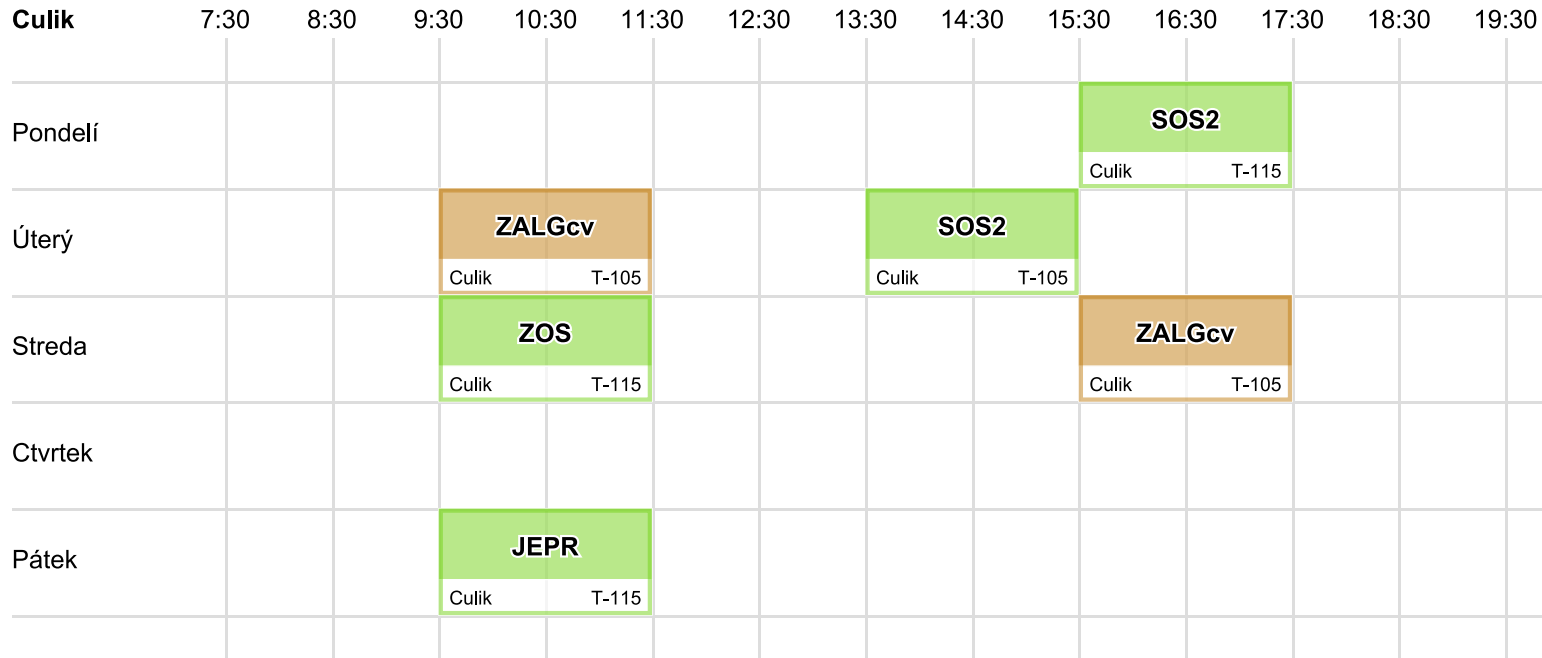 Culik 7:30 8:30 9:30 10:30 11:30 12:30 13:30 14:30 15:30 16:30 17:30 18:30 19:30
Pondelí
SOS2
Culik T-115
Úterý
ZALGcv
Culik T-105
SOS2
Culik T-105
Streda
ZOS
Culik T-115
ZALGcv
Culik T-105
Ctvrtek
Pátek
JEPR
Culik T-115